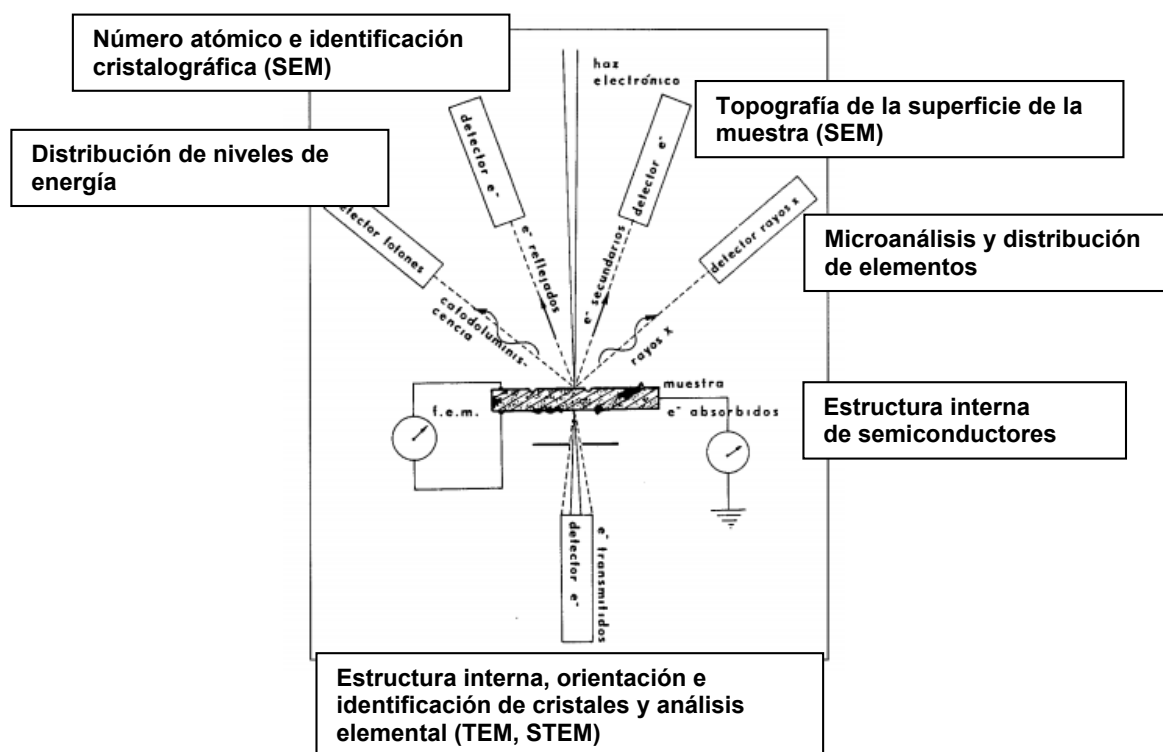 Número atómico e identificación
cristalográfica (SEM)
haz
electrónico
Topografía de la superficie de la
muestra (SEM)
Distribución de niveles de
energía
detector e-
detector e-
detector fotones
detector rayos x
Microanálisis y distribución
de elementos
e- reflejados
e- secundarios
catodoluminis-
cencia
rayos X
muestra
f.e.m.
e- absorbidos
Estructura interna
de semiconductores
detector e-
e- transmitidos
Estructura interna, orientación e
identificación de cristales y análisis
elemental (TEM, STEM)